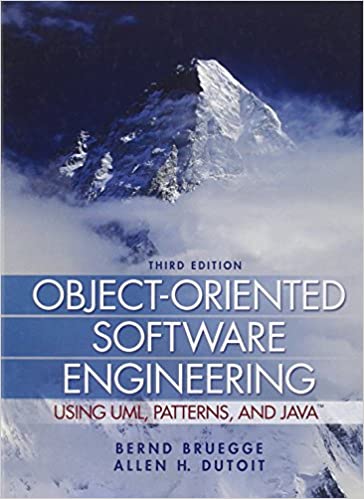 THIRD EDITION
OBJECT-ORIENTED
SOFTWARE
ENGINEERING
USING UML, PATTERNS, AND JAVA™
BERND BRUEGGE
ALLEN H. DUTOIT